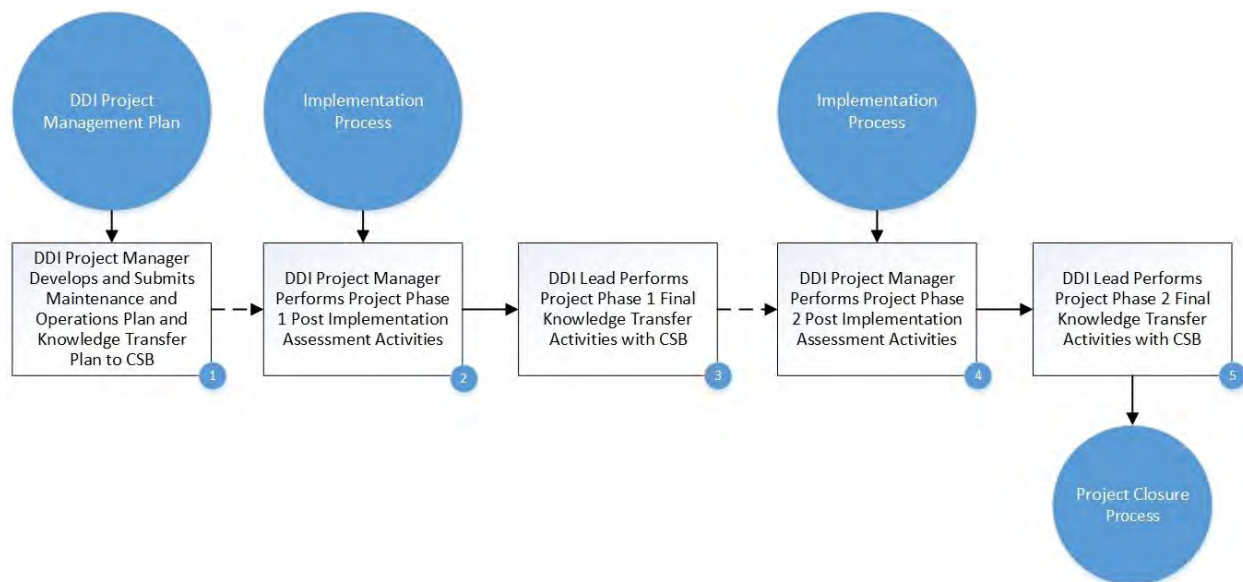 DDI Project
Management Plan
Implementation
Process
Implementation
Process
DDI Project Manager
Develops and Submits
Maintenance and
Operations Plan and
Knowledge Transfer
Plan to CSB
1
DDI Project Manager
Performs Project Phase
1 Post Implementation
Assessment Activities
2
DDI Lead Performs
Project Phase 1 Final
Knowledge Transfer
Activities with CSB
3
DDI Project Manager
Performs Project Phase
2 Post Implementation
Assessment Activities
4
DDI Lead Performs
Project Phase 2 Final
Knowledge Transfer
Activities with CSB
5
Project Closure
Process